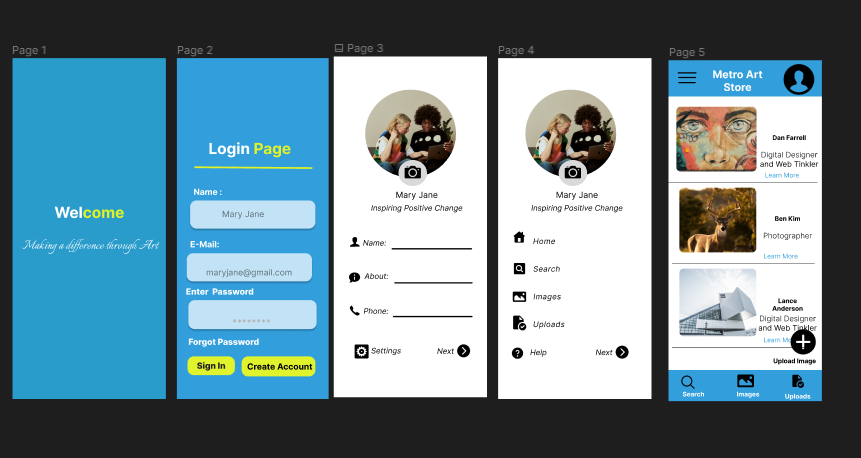 Page 1
Welcome
Making a difference through Art
Page 2
Login Page
Name :
Mary Jane
E-Mail:
maryjane@gmail.com
Enter Password
********
Forgot Password
Sign In
Create Account
Page 3
Mary Jane
Inspiring Positive Change
Name:
About:
Phone:
Settings
Next
Page 4
Mary Jane
Inspiring Positive Change
Home
Search
Images
Uploads
Help
Next
Page 5
Metro Art
Store
Dan Farrell
Digital Designer
and Web Tinkler
Learn More
Ben Kim
Photographer
Learn More
Lance
Anderson
Digital Designer
and Web Tinkler
Learn Mo
Upload Image
Search
Images
Uploads